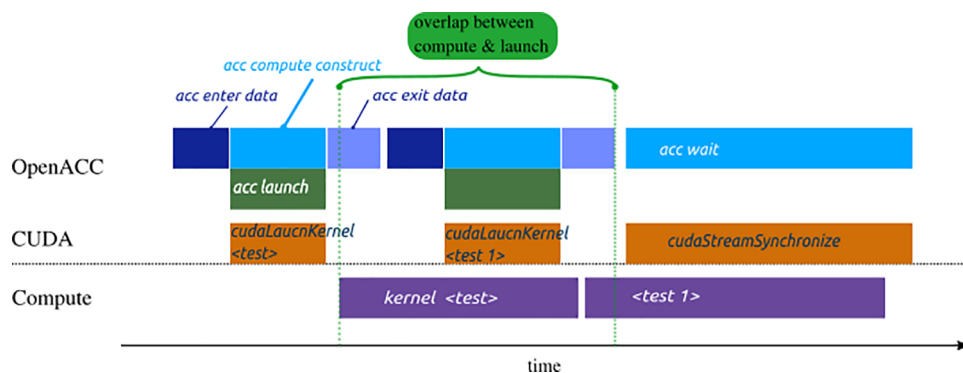 overlap between
compute & launch
acc compute construct
acc enter data
acc exit data
OpenACC
acc wait
acc launch
CUDA
cudaLaucnKernel
<test>
cudaLaucnKernel
<test 1>
cudaStreamSynchronize
Compute
kernel <test>
<test 1>
time